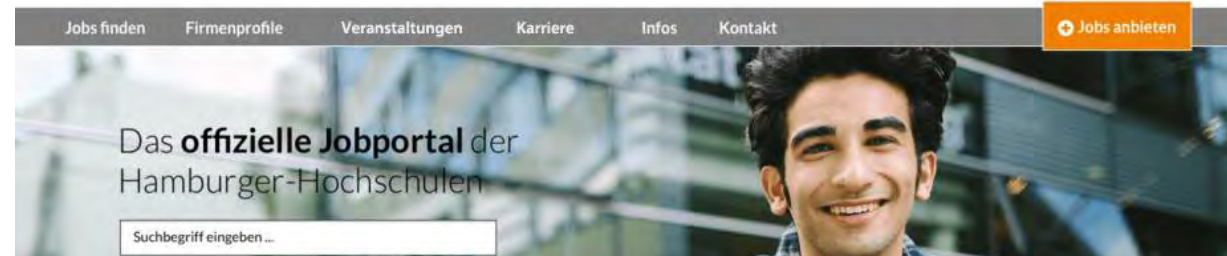 Jobs finden Firmenprofile Veranstaltungen Karriere Infos Kontakt Jobs anbieten
Das offizielle Jobportal der
Hamburger-Hochschulen
Suchbegriff eingeben ...